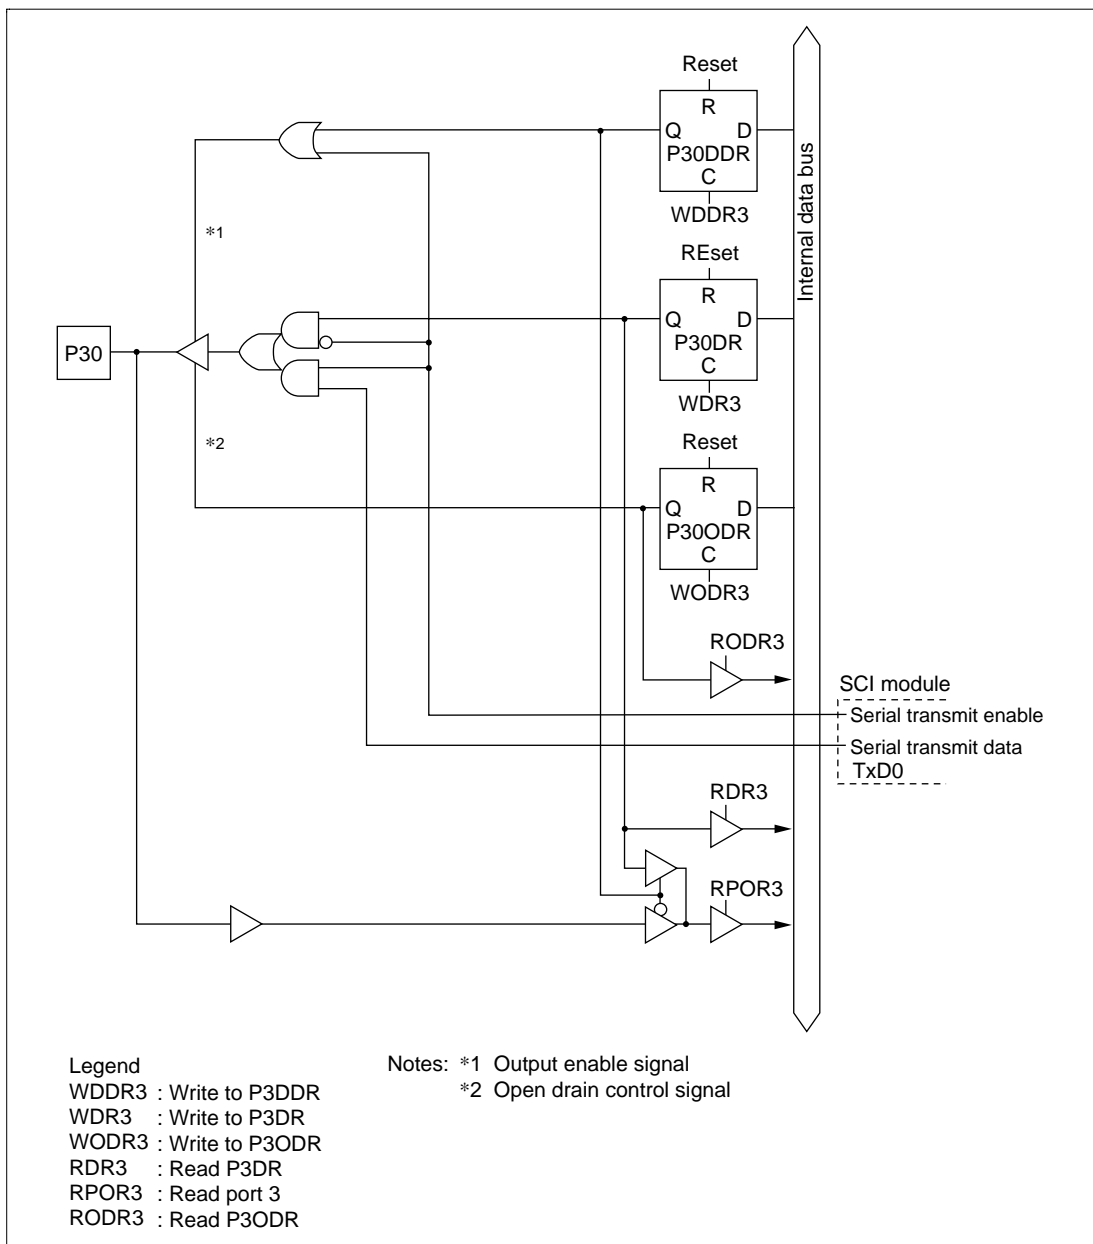 Reset
R
Q D
P30DDR
C
WDDR3
Internal data bus
*1
REset
R
Q D
P30DR
C
WDR3
P30
*2
Reset
R
Q D
P30ODR
C
WODR3
RODR3
SCI module
Serial transmit enable
Serial transmit data
TxD0
RDR3
RPOR3
Legend
WDDR3 : Write to P3DDR
WDR3 : Write to P3DR
WODR3 : Write to P3ODR
RDR3 : Read P3DR
RPOR3 : Read port 3
RODR3 : Read P3ODR
Notes: *1 Output enable signal
*2 Open drain control signal